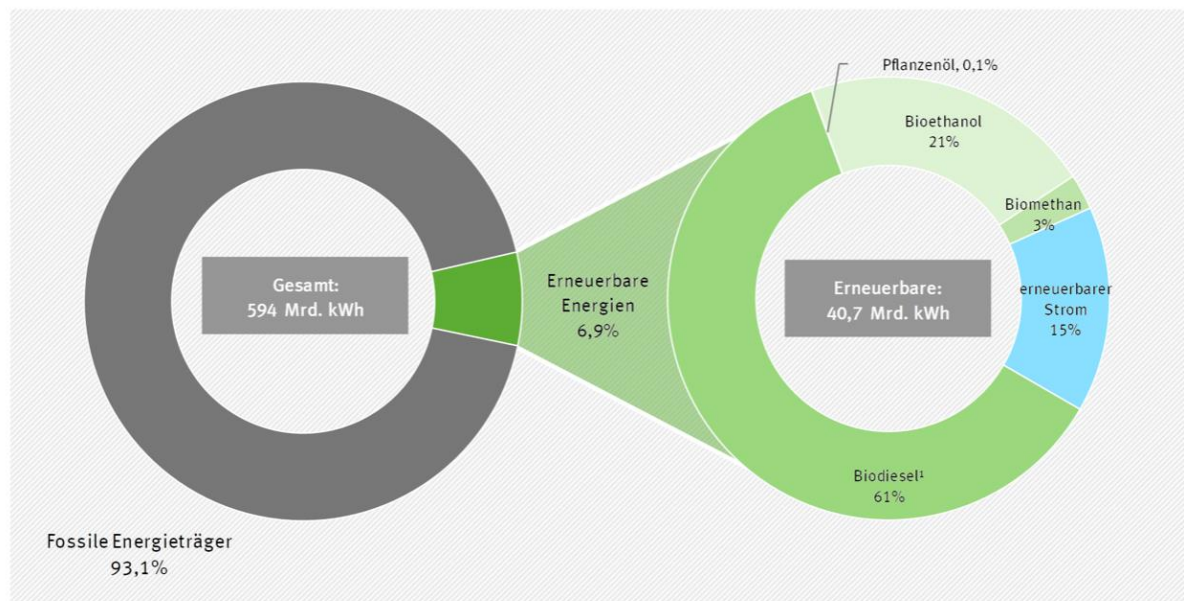 Pflanzenöl, 0,1%
Bioethanol
21%
Biomethan
3%
Gesamt:
594 Mrd. kWh
Erneuerbare
Energien
6,9%
Erneuerbare:
40,7 Mrd. kWh
erneuerbarer
Strom
15%
Biodiesel¹
61%
Fossile Energieträger
93,1%